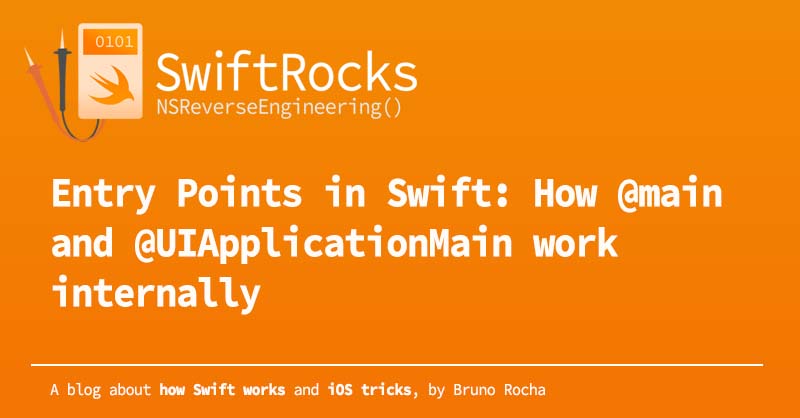 0101
SwiftRocks
NSReverseEngineering()
Entry Points in Swift: How @main
and @UIApplicationMain work
internally
A blog about how Swift works and iOS tricks, by Bruno Rocha